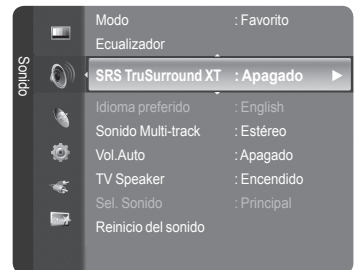 Sonido
Modo : Favorito
Ecualizador
SRS TruSurround XT : Apagado
Idioma preferido : English
Sonido Multi-track : Estéreo
Vol.Auto : Apagado
TV Speaker : Encendido
Sel. Sonido : Principal
Reinicio del sonido